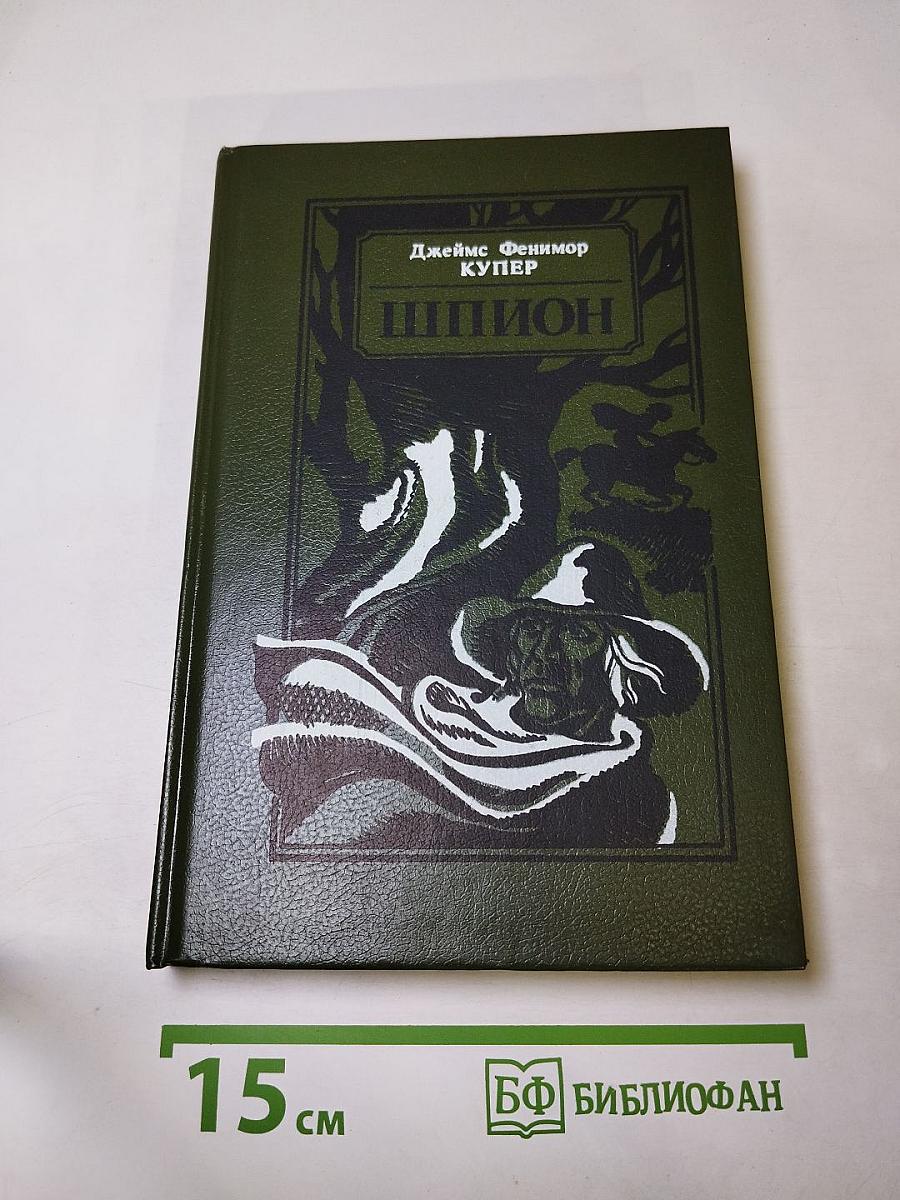 Джеймс Фенимор
КУПЕР
ШПИОН
15 см
БФ БИБЛИОФАН